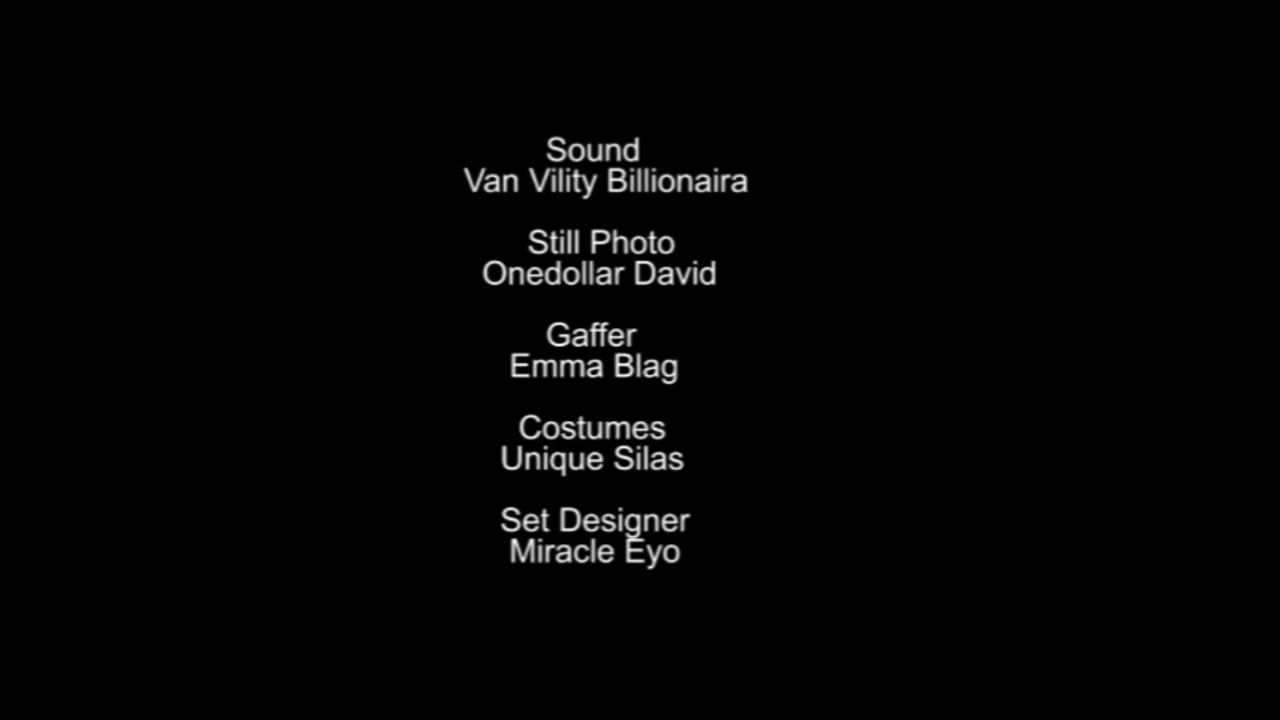 Sound
Van Vility Billionaira
Still Photo
Onedollar David
Gaffer
Emma Blag
Costumes
Unique Silas
Set Designer
Miracle Eyo